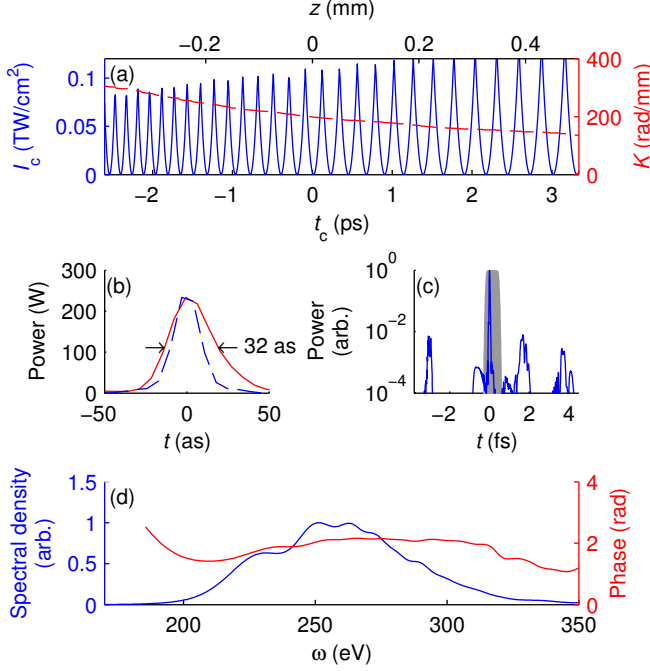 z (mm)
−0.2 0 0.2 0.4
(a)
I_c (TW/cm²)
0.1
0.05
0
K (rad/mm)
400
200
0
−2 −1 0 1 2 3
t_c (ps)
(b)
Power (W)
300
200
100
0
32 as
−50 0 50
t (as)
(c)
Power
(arb.)
10⁰
10⁻²
10⁻⁴
−2 0 2 4
t (fs)
(d)
Spectral density
(arb.)
1.5
1
0.5
0
Phase (rad)
4
2
0
200 250 300 350
ω (eV)